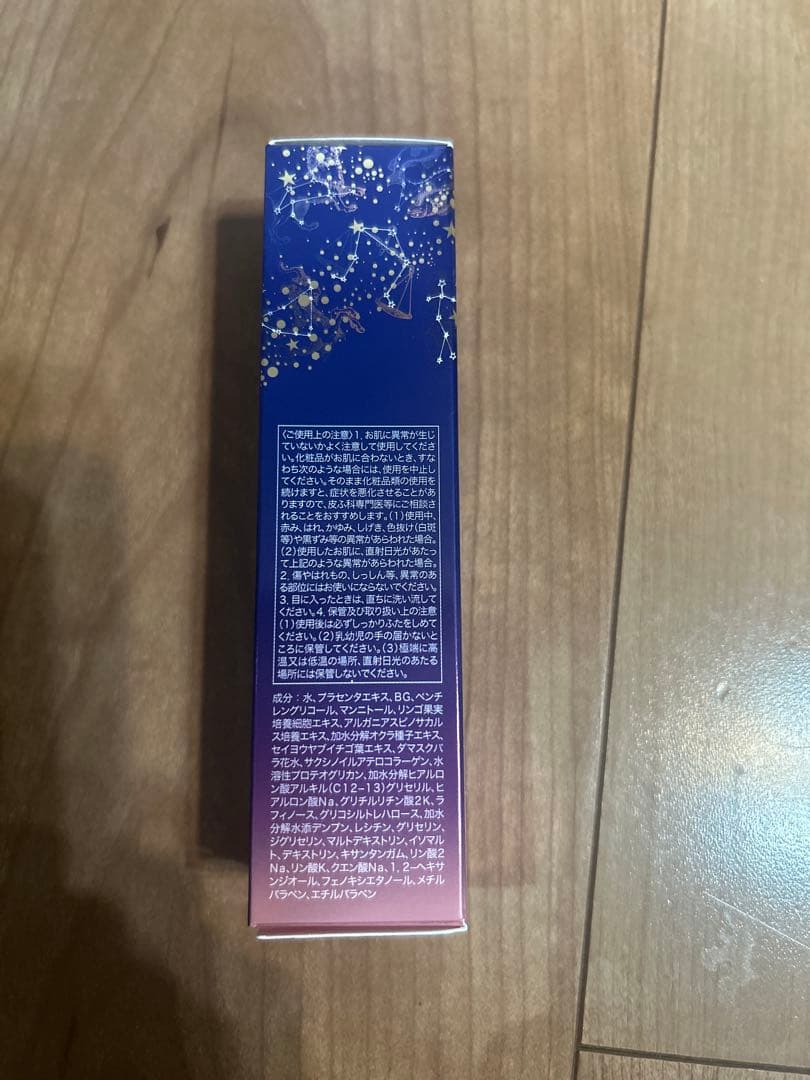 〈ご使用上の注意〉1. お肌に異常が生じ
ていないかよく注意して使用してくださ
い。化粧品がお肌に合わないとき、すな
わち次のような場合には、使用を中止し
てください。そのまま化粧品類の使用を
続けますと、症状を悪化させることがあ
りますので、皮ふ科専門医等にご相談さ
れることをおすすめします。(1)使用中、
赤み、はれ、かゆみ、しげき、色抜け(白斑
等)や黒ずみ等の異常があらわれた場合。
(2)使用したお肌に、直射日光があたっ
て上記のような異常があらわれた場合。
2. 傷やはれもの、しっしん等、異常のあ
る部位にはお使いにならないでください。
3. 目に入ったときは、直ちに洗い流して
ください。4. 保管及び取り扱い上の注意
(1)使用後は必ずしっかりふたをしめて
ください。(2)乳幼児の手の届かないと
ころに保管してください。(3)極端に高
温又は低温の場所、直射日光のあたる
場所には保管しないでください。
成分：水、プラセンタエキス、BG、ペンチ
レングリコール、マンニトール、リンゴ果実
培養細胞エキス、アルガニアスピノサカル
ス培養エキス、加水分解オクラ種子エキス、
セイヨウヤブイチゴ葉エキス、ダマスクバ
ラ花水、サクシノイルアテロコラーゲン、水
溶性プロテオグリカン、加水分解ヒアルロ
ン酸アルキル(C12-13)グリセリル、ヒ
アルロン酸Na、グリチルリチン酸2K、ラ
フィノース、グリコシルトレハロース、加水
分解水添デンプン、レシチン、グリセリン、
ジグリセリン、マルトデキストリン、イソマル
ト、デキストリン、キサンタンガム、リン酸2
Na、リン酸K、クエン酸Na、1,2-ヘキサ
ンジオール、フェノキシエタノール、メチル
パラベン、エチルパラベン